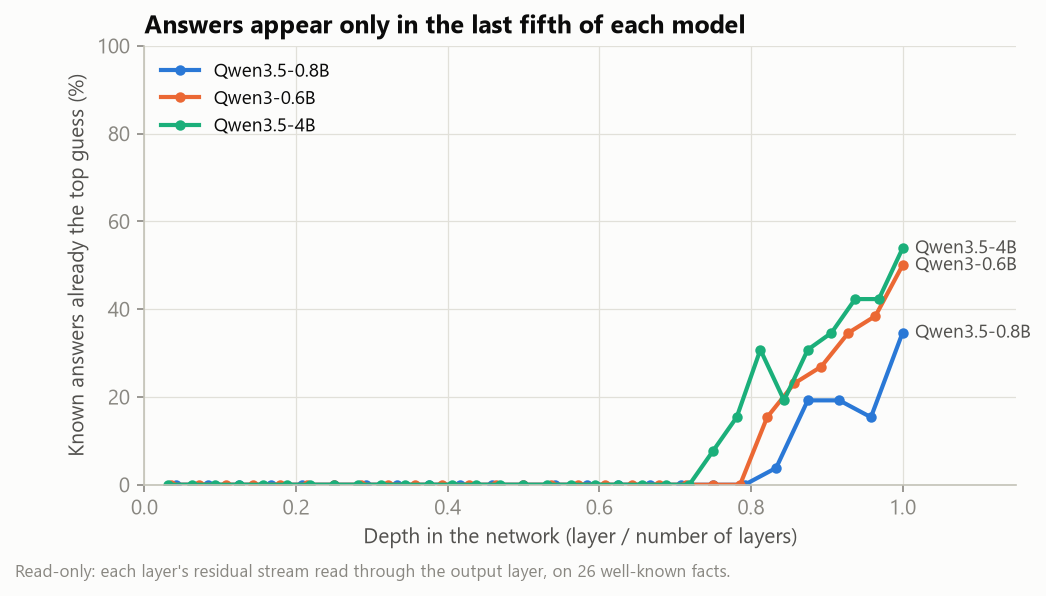 Answers appear only in the last fifth of each model
Known answers already the top guess (%)
100
80
60
40
20
0
Qwen3.5-0.8B
Qwen3-0.6B
Qwen3.5-4B
Qwen3.5-4B
Qwen3-0.6B
Qwen3.5-0.8B
0.0 0.2 0.4 0.6 0.8 1.0
Depth in the network (layer / number of layers)
Read-only: each layer's residual stream read through the output layer, on 26 well-known facts.